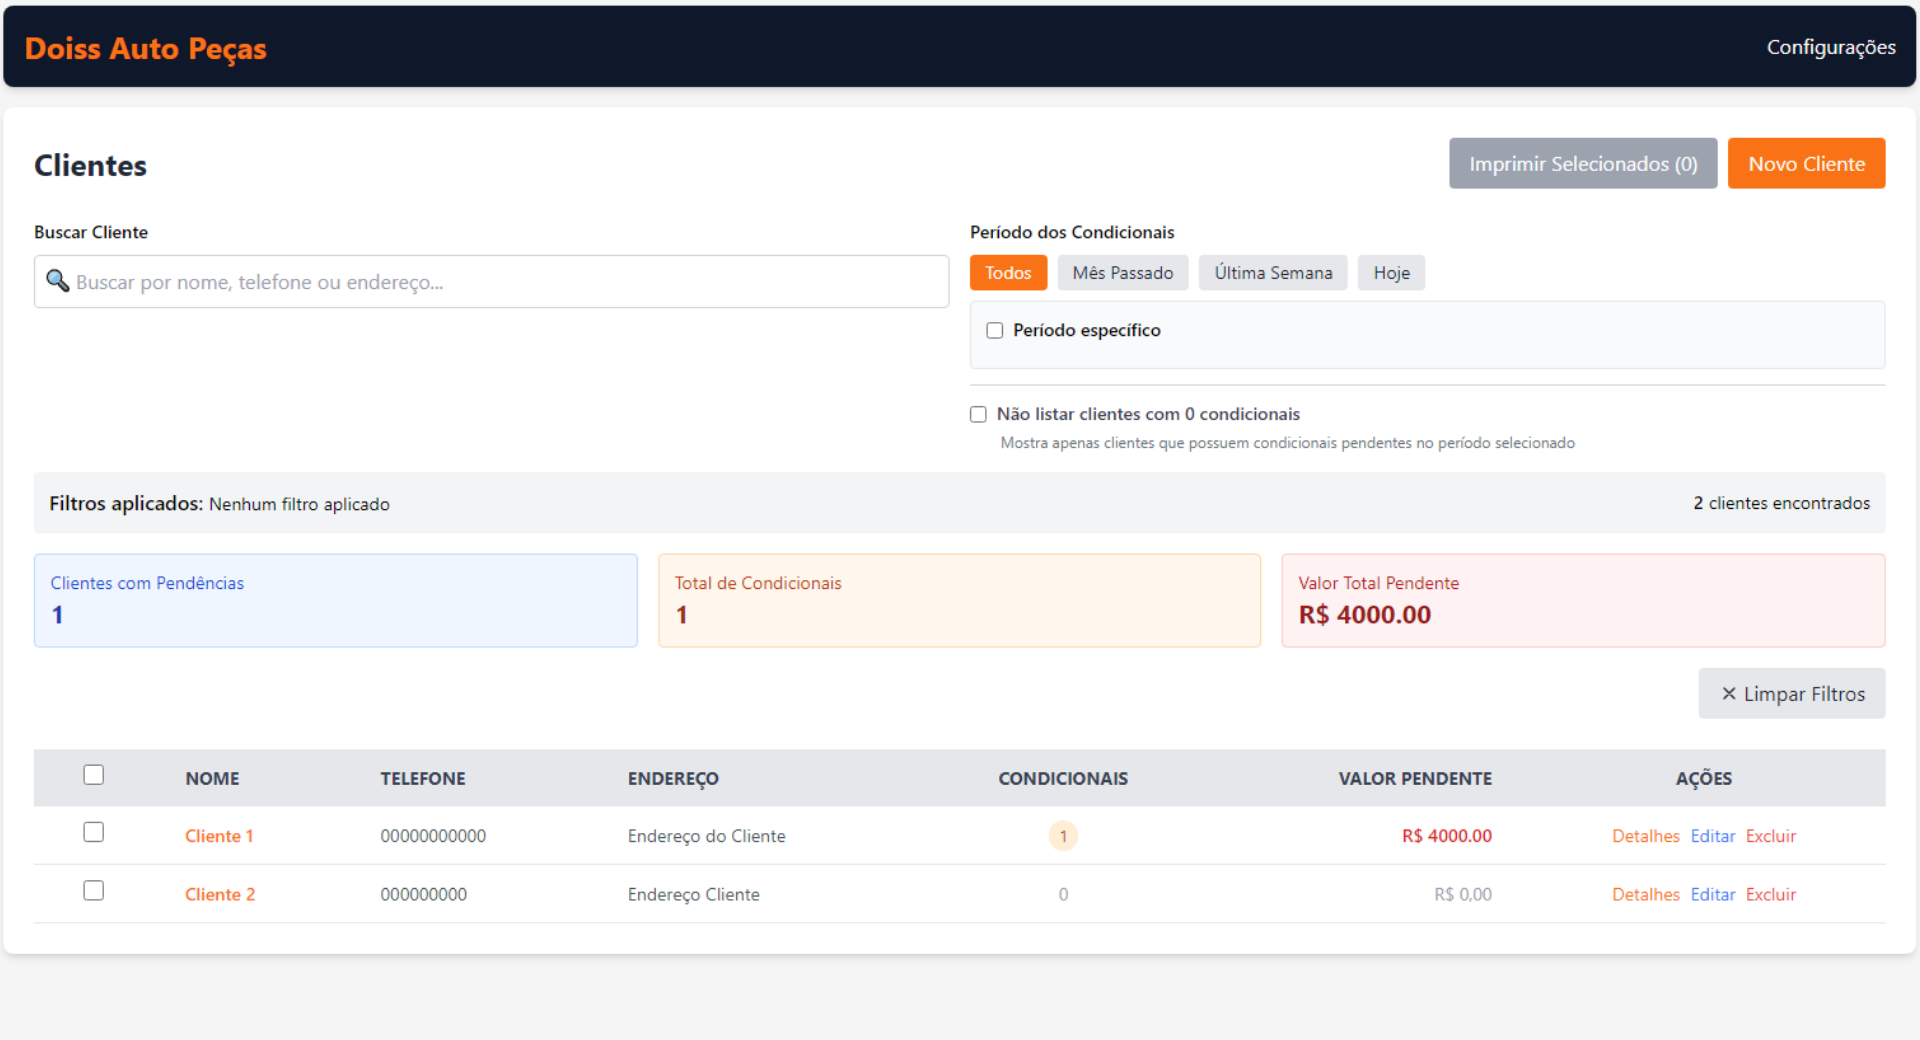 Doiss Auto Peças
Configurações
Clientes
Imprimir Selecionados (0)
Novo Cliente
Buscar Cliente
Buscar por nome, telefone ou endereço...
Período dos Condicionais
Todos Mês Passado Última Semana Hoje
Período específico
Não listar clientes com 0 condicionais
Mostra apenas clientes que possuem condicionais pendentes no período selecionado
Filtros aplicados: Nenhum filtro aplicado
2 clientes encontrados
Clientes com Pendências
1
Total de Condicionais
1
Valor Total Pendente
R$ 4000.00
✕ Limpar Filtros
NOME TELEFONE ENDEREÇO CONDICIONAIS VALOR PENDENTE AÇÕES
Cliente 1 00000000000 Endereço do Cliente 1 R$ 4000.00 Detalhes Editar Excluir
Cliente 2 000000000 Endereço Cliente 0 R$ 0,00 Detalhes Editar Excluir